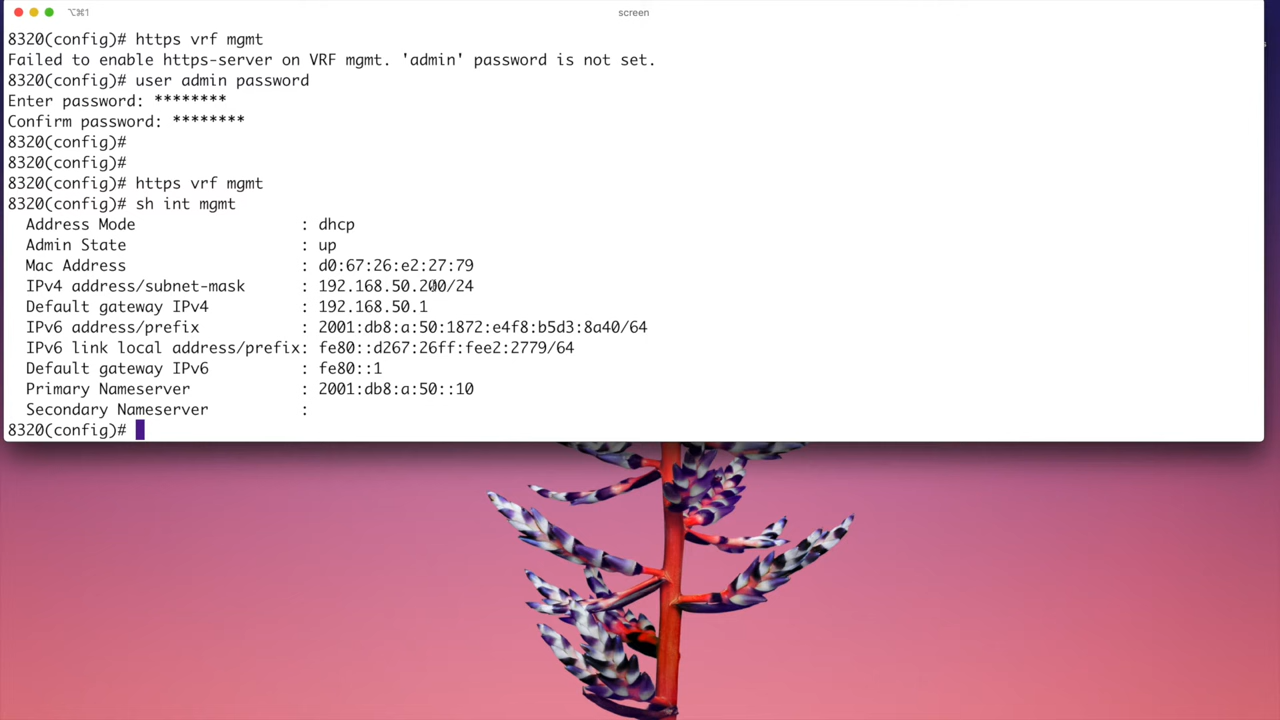 ⌥⌘1
screen
8320(config)# https vrf mgmt
Failed to enable https-server on VRF mgmt. 'admin' password is not set.
8320(config)# user admin password
Enter password: ********
Confirm password: ********
8320(config)#
8320(config)#
8320(config)# https vrf mgmt
8320(config)# sh int mgmt
Address Mode : dhcp
Admin State : up
Mac Address : d0:67:26:e2:27:79
IPv4 address/subnet-mask : 192.168.50.200/24
Default gateway IPv4 : 192.168.50.1
IPv6 address/prefix : 2001:db8:a:50:1872:e4f8:b5d3:8a40/64
IPv6 link local address/prefix: fe80::d267:26ff:fee2:2779/64
Default gateway IPv6 : fe80::1
Primary Nameserver : 2001:db8:a:50::10
Secondary Nameserver :
8320(config)#